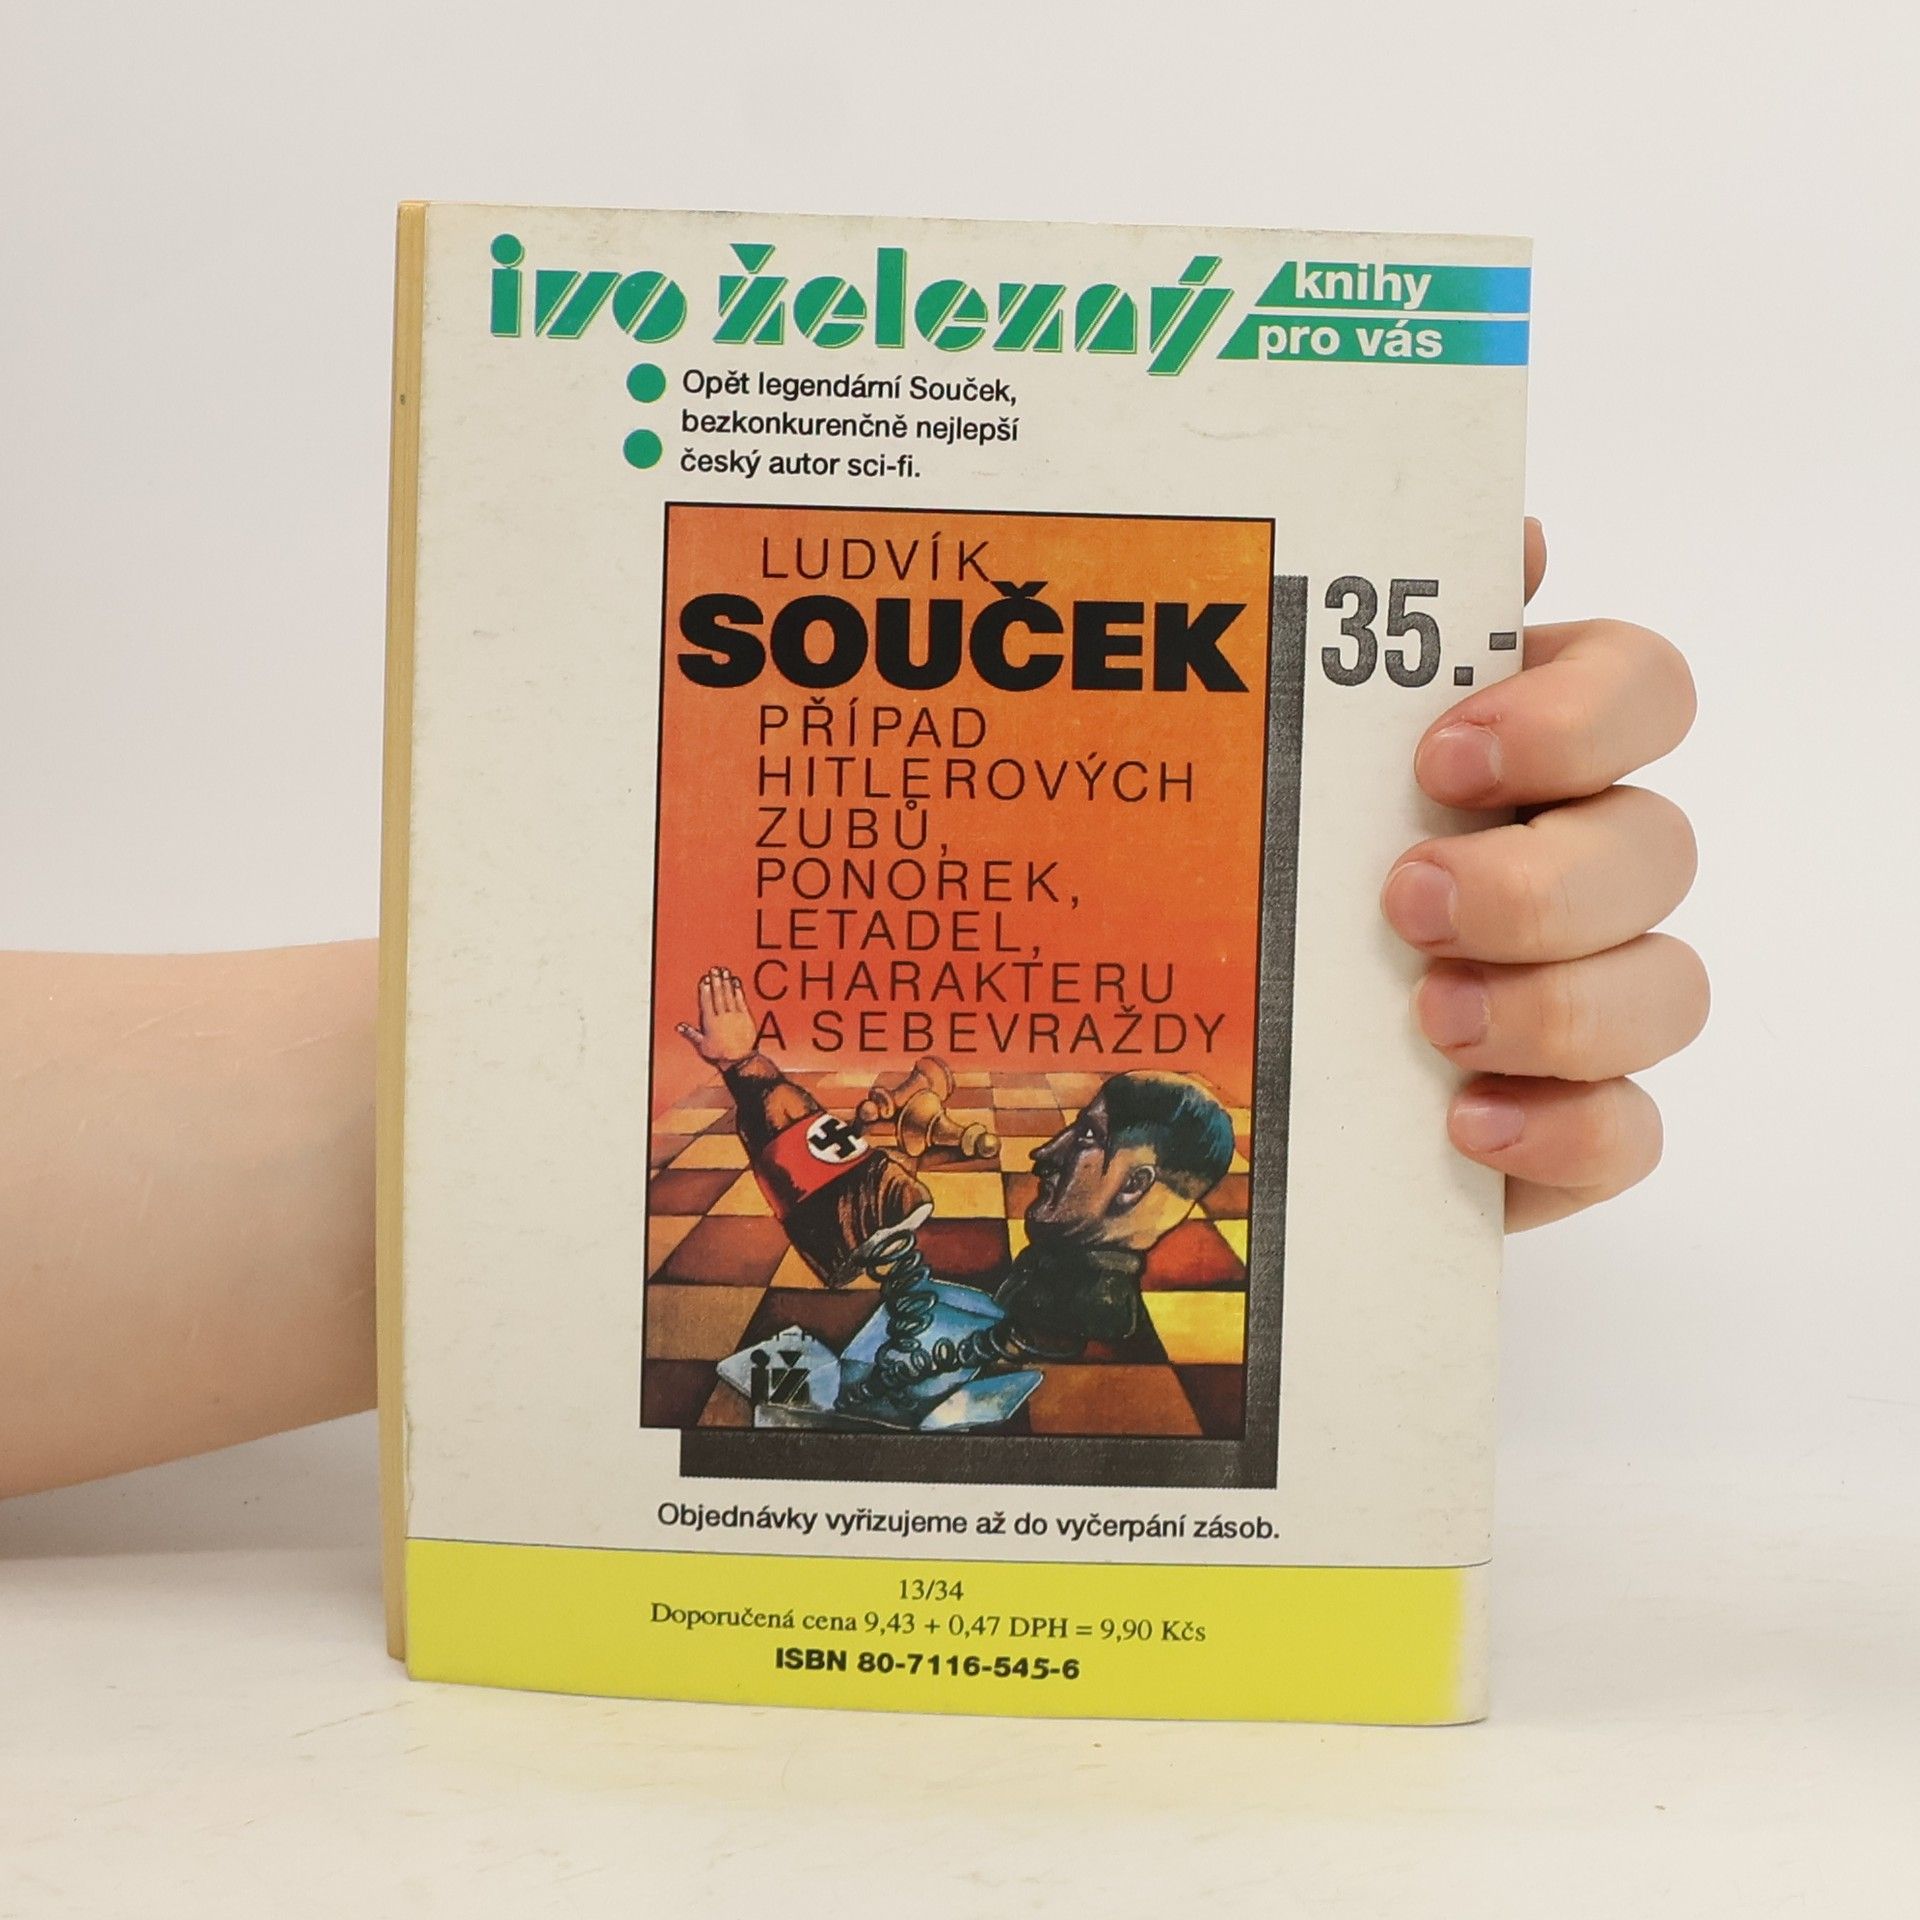 ivo železný
knihy
pro vás
Opět legendární Souček,
bezkonkurenčně nejlepší
český autor sci-fi.
LUDVÍK
SOUČEK
PŘÍPAD
HITLEROVÝCH
ZUBŮ,
PONOREK,
LETADEL,
CHARAKTERU
A SEBEVRAŽDY
iž
35.-
Objednávky vyřizujeme až do vyčerpání zásob.
13/34
Doporučená cena 9,43 + 0,47 DPH = 9,90 Kčs
ISBN 80-7116-545-6